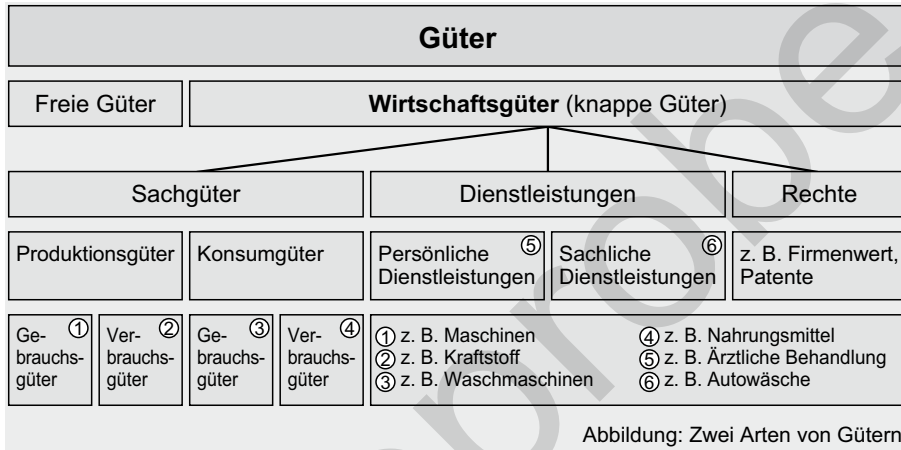 Güter
Freie Güter
Wirtschaftsgüter (knappe Güter)
Sachgüter
Dienstleistungen
Rechte
Produktionsgüter
Konsumgüter
Persönliche ⑤
Dienstleistungen
Sachliche ⑥
Dienstleistungen
z. B. Firmenwert,
Patente
Ge- ①
brauchs-
güter
Ver- ②
brauchs-
güter
Ge- ③
brauchs-
güter
Ver- ④
brauchs-
güter
① z. B. Maschinen
② z. B. Kraftstoff
③ z. B. Waschmaschinen
④ z. B. Nahrungsmittel
⑤ z. B. Ärztliche Behandlung
⑥ z. B. Autowäsche
Abbildung: Zwei Arten von Gütern
probe